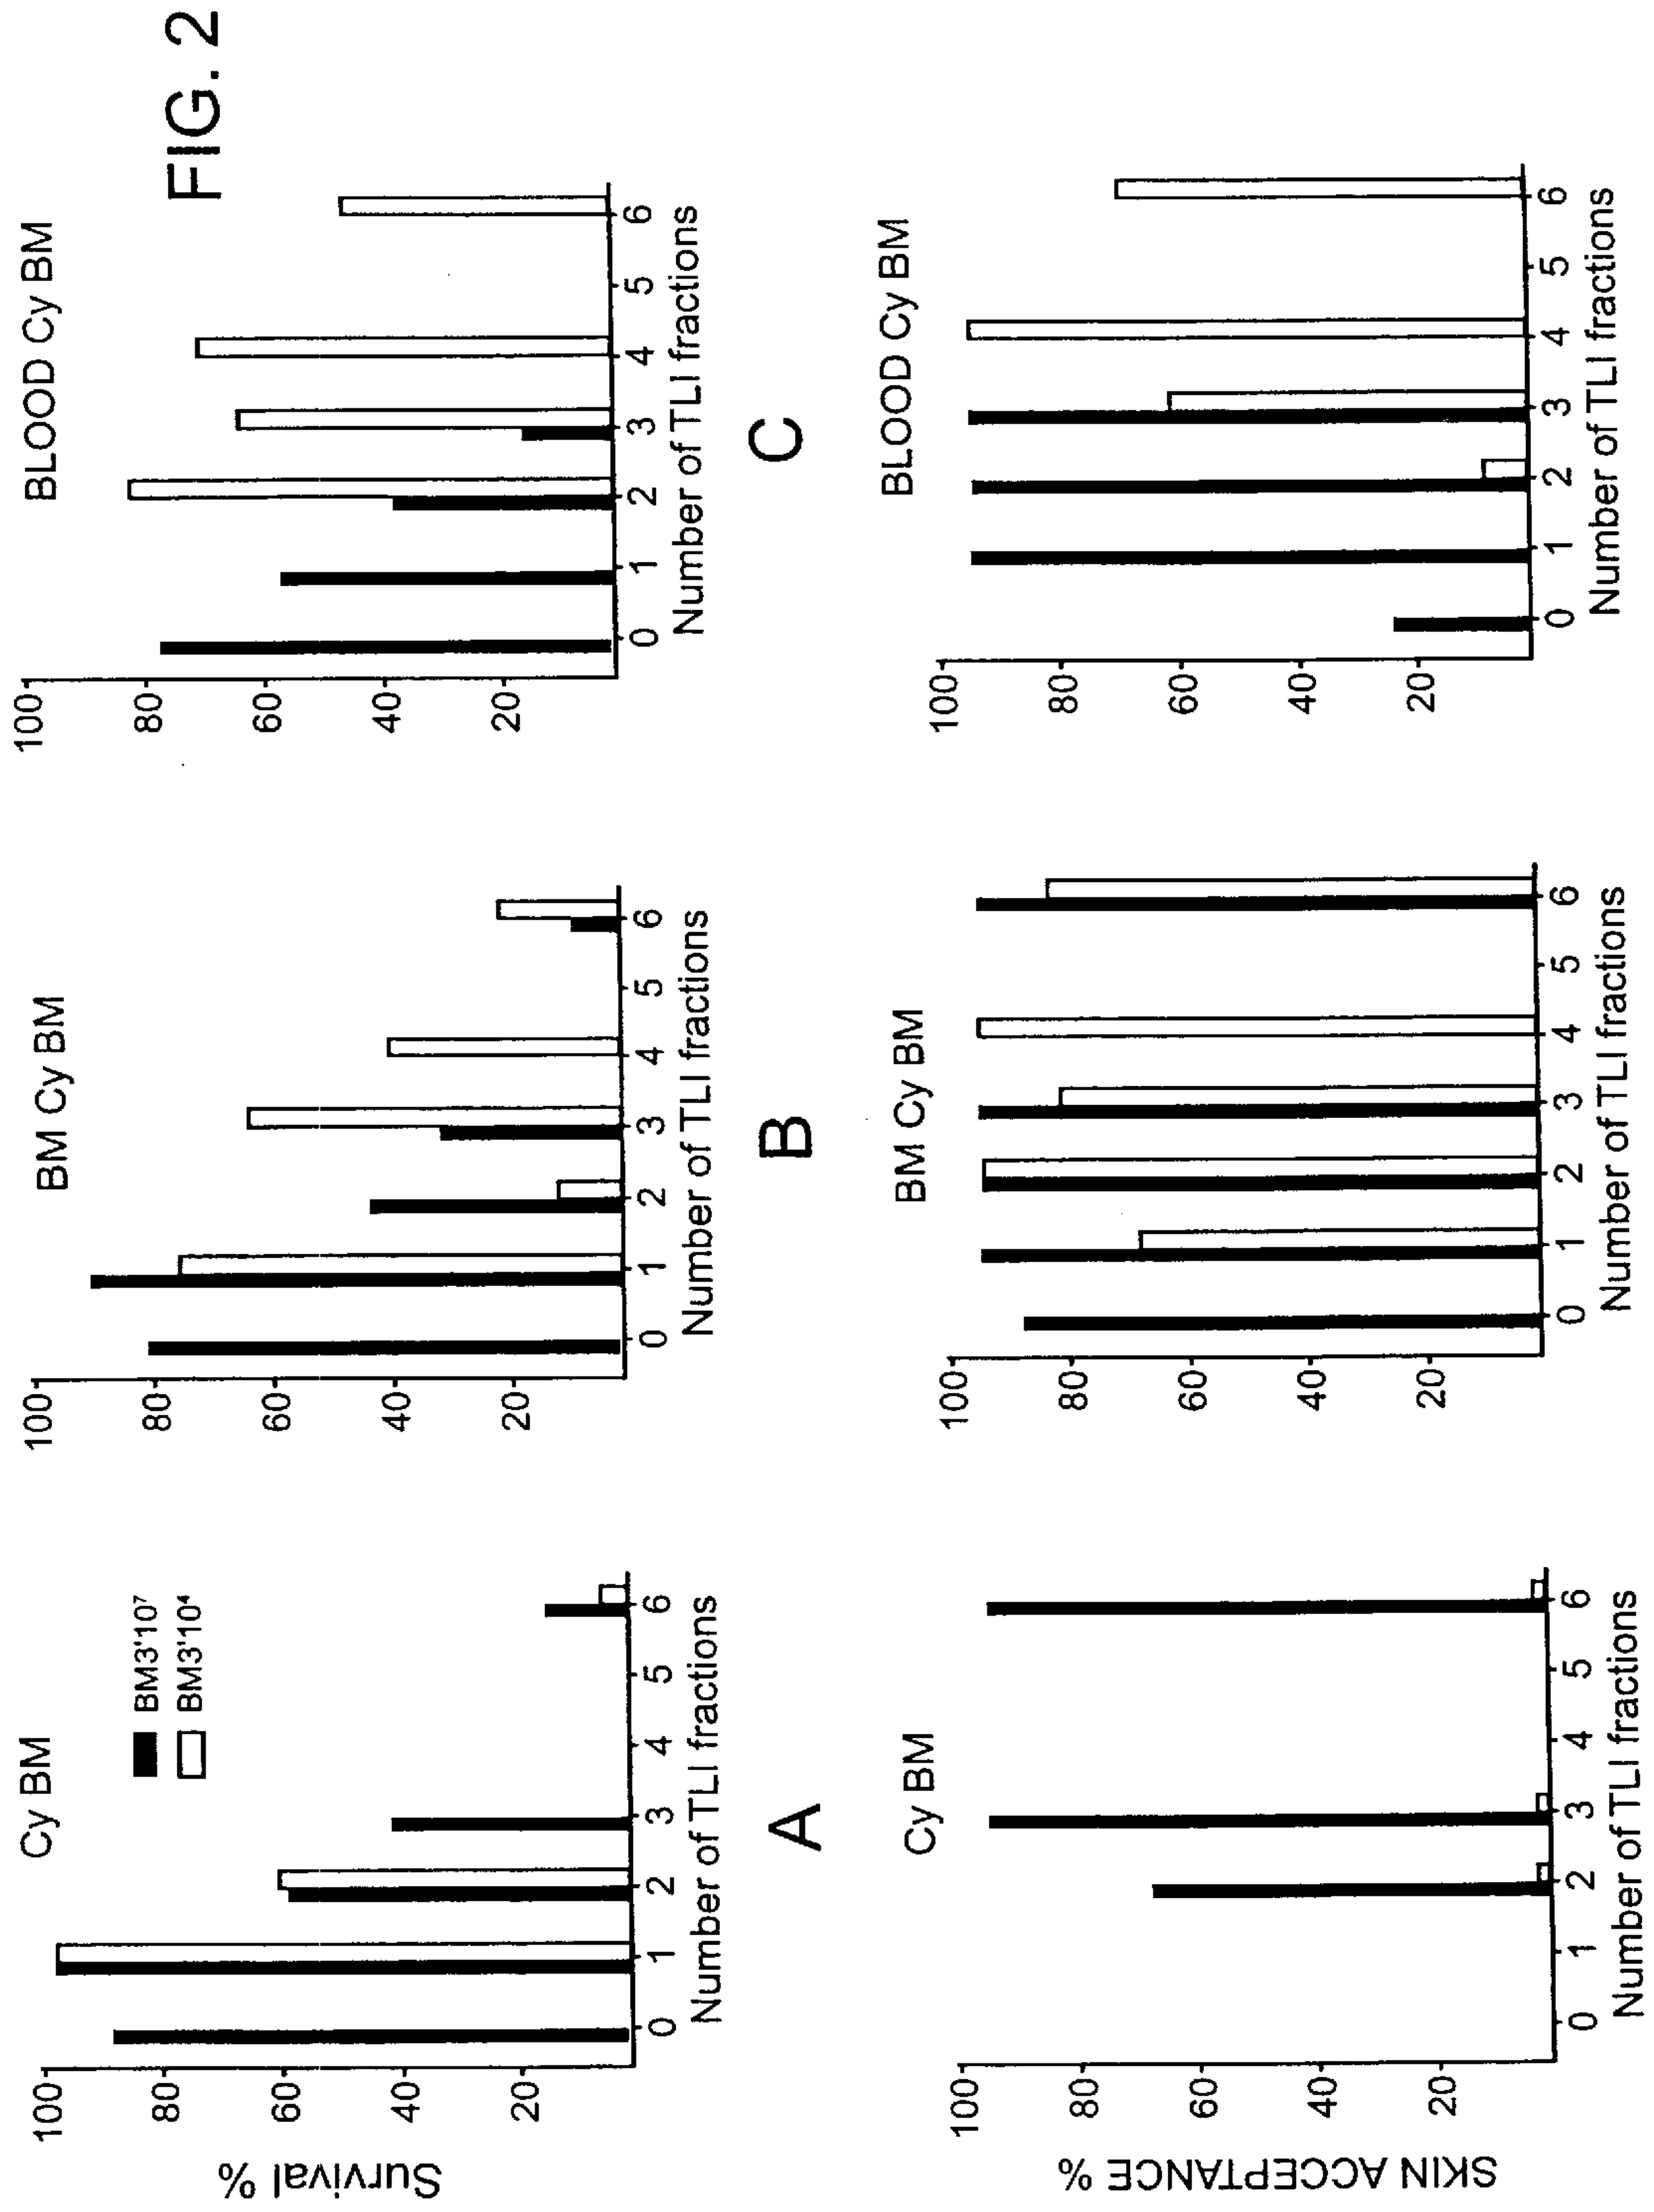 FIG. 2
Cy BM
BM3'10⁷
BM3'10⁴
Survival %
100
80
60
40
20
0 1 2 3 4 5 6
Number of TLI fractions
BM Cy BM
100
80
60
40
20
0 1 2 3 4 5 6
Number of TLI fractions
BLOOD Cy BM
100
80
60
40
20
0 1 2 3 4 5 6
Number of TLI fractions
A
B
C
Cy BM
SKIN ACCEPTANCE %
100
80
60
40
20
0 1 2 3 4 5 6
Number of TLI fractions
BM Cy BM
100
80
60
40
20
0 1 2 3 4 5 6
Number of TLI fractions
BLOOD Cy BM
100
80
60
40
20
0 1 2 3 4 5 6
Number of TLI fractions